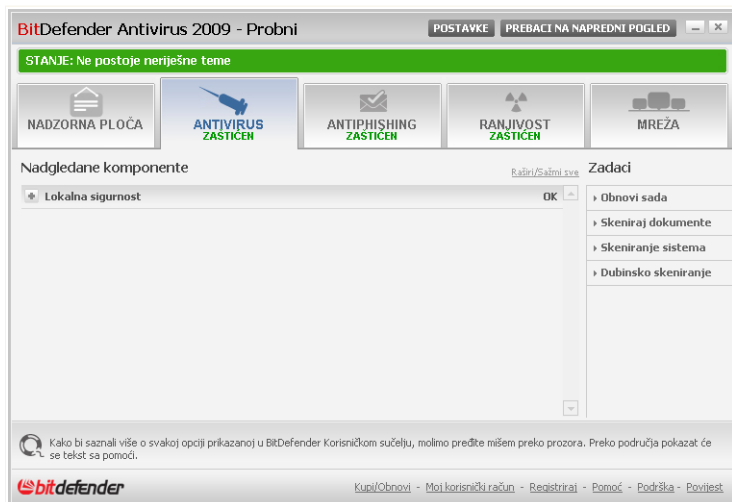 BitDefender Antivirus 2009 - Probni
POSTAVKE
PREBACI NA NAPREDNI POGLED
STANJE: Ne postoje neriješne teme
NADZORNA PLOČA
ANTIVIRUS
ZAŠTIĆEN
ANTIPHISHING
ZAŠTIĆEN
RANJIVOST
ZAŠTIĆEN
MREŽA
Nadgledane komponente
Raširi/Sažmi sve
Lokalna sigurnost
OK
Zadaci
Obnovi sada
Skeniraj dokumente
Skeniranje sistema
Dubinsko skeniranje
Kako bi saznali više o svakoj opciji prikazanoj u BitDefender Korisničkom sučelju, molimo pređite mišem preko prozora. Preko područja pokazat će
se tekst sa pomoći.
bitdefender
Kupi/Obnovi - Moj korisnički račun - Registriraj - Pomoć - Podrška - Povijest